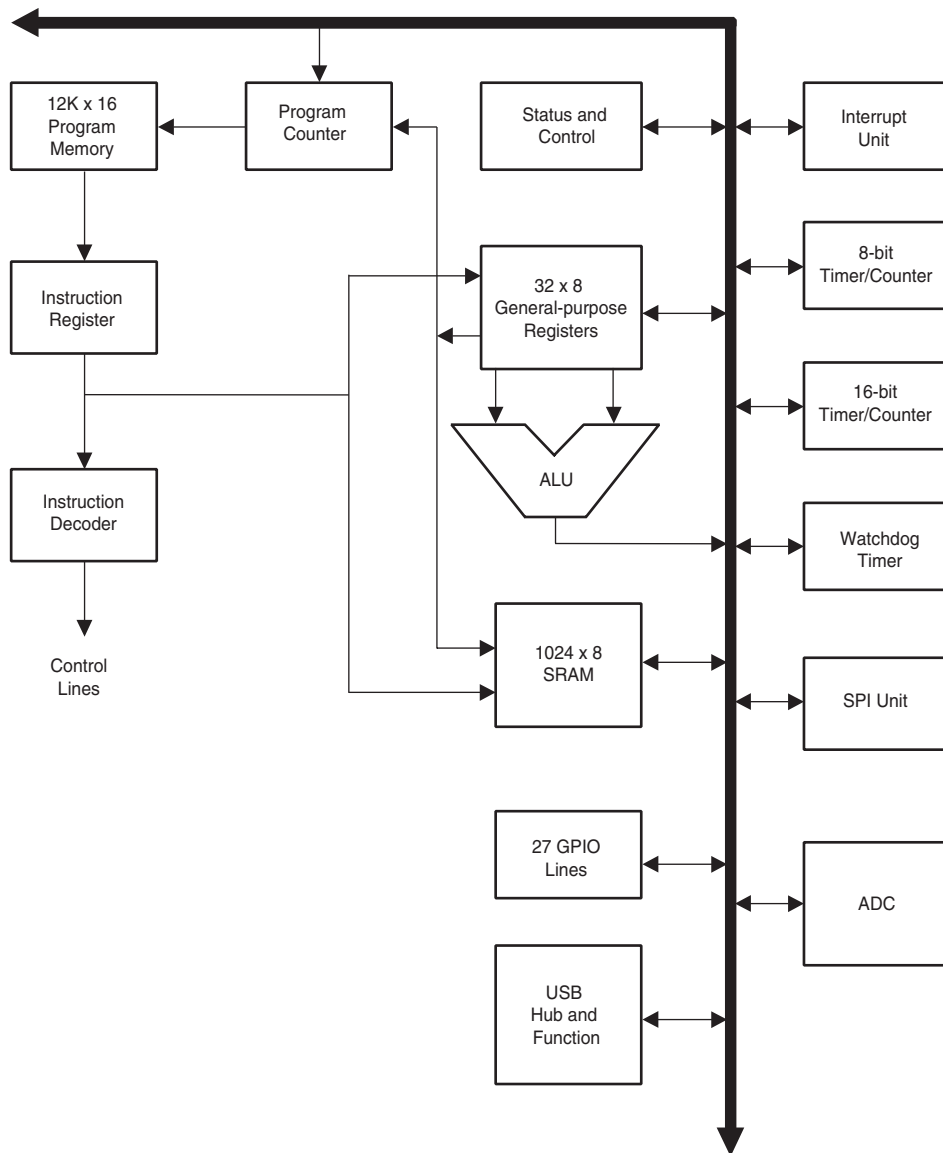 12K x 16
Program
Memory
Program
Counter
Status and
Control
Interrupt
Unit
8-bit
Timer/Counter
32 x 8
General-purpose
Registers
Instruction
Register
16-bit
Timer/Counter
ALU
Instruction
Decoder
Watchdog
Timer
Control
Lines
1024 x 8
SRAM
SPI Unit
27 GPIO
Lines
ADC
USB
Hub and
Function